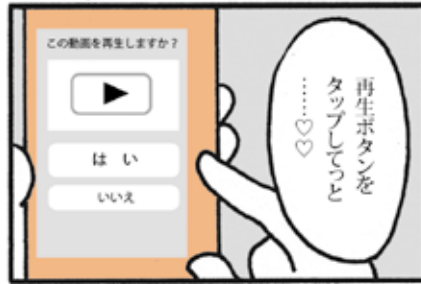 再生ボタンを
タップしてっと
……♡♡
この動画を再生しますか？
はい
いいえ